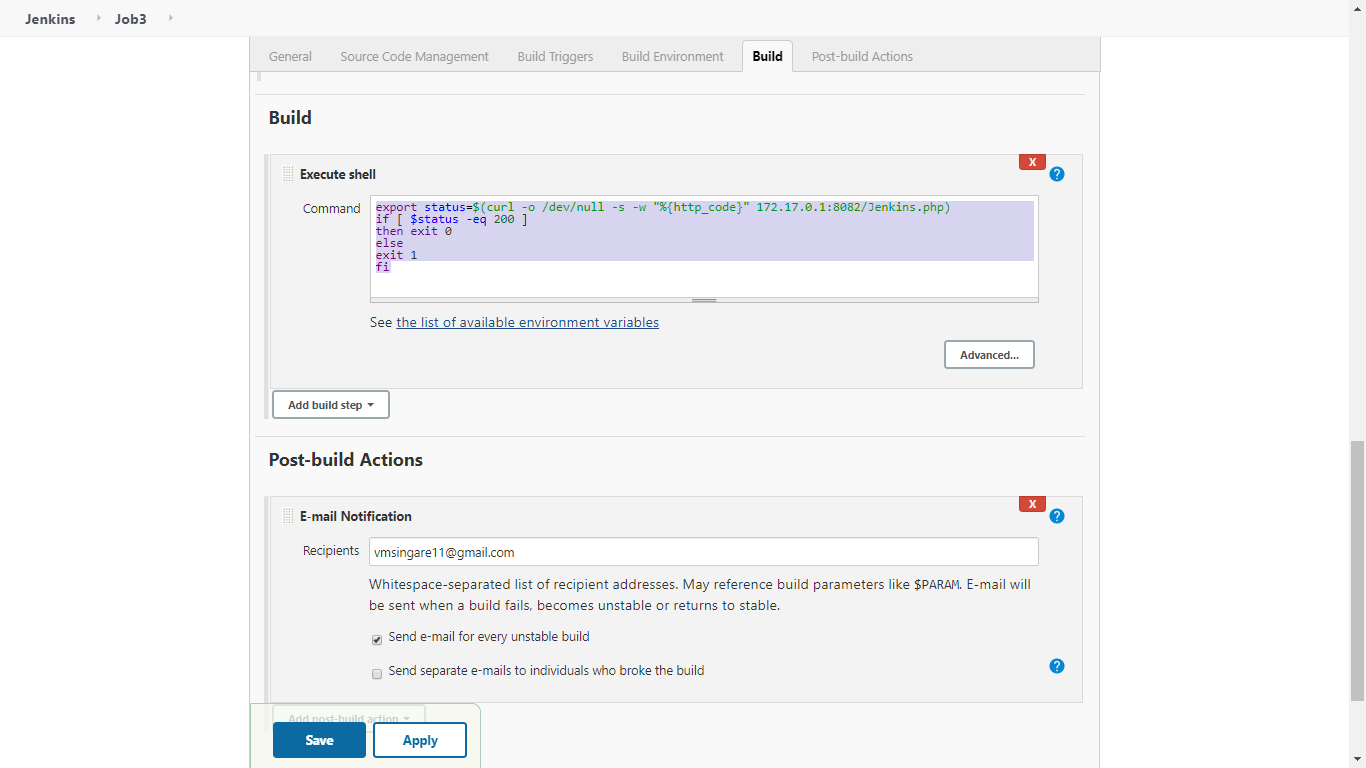 Jenkins Job3
General Source Code Management Build Triggers Build Environment Build Post-build Actions
Build
X
Execute shell ?
Command
export status=$(curl -o /dev/null -s -w "%{http_code}" 172.17.0.1:8082/Jenkins.php)
if [ $status -eq 200 ]
then exit 0
else
exit 1
fi
See the list of available environment variables
Advanced...
Add build step
Post-build Actions
X
E-mail Notification ?
Recipients vmsingare11@gmail.com
Whitespace-separated list of recipient addresses. May reference build parameters like $PARAM. E-mail will
be sent when a build fails, becomes unstable or returns to stable.
Send e-mail for every unstable build
Send separate e-mails to individuals who broke the build ?
Add post-build action
Save Apply